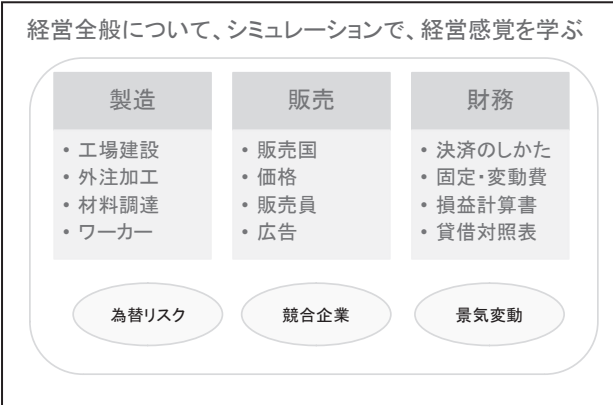 経営全般について、シミュレーションで、経営感覚を学ぶ
製造
• 工場建設
• 外注加工
• 材料調達
• ワーカー
販売
• 販売国
• 価格
• 販売員
• 広告
財務
• 決済のしかた
• 固定・変動費
• 損益計算書
• 貸借対照表
為替リスク
競合企業
景気変動